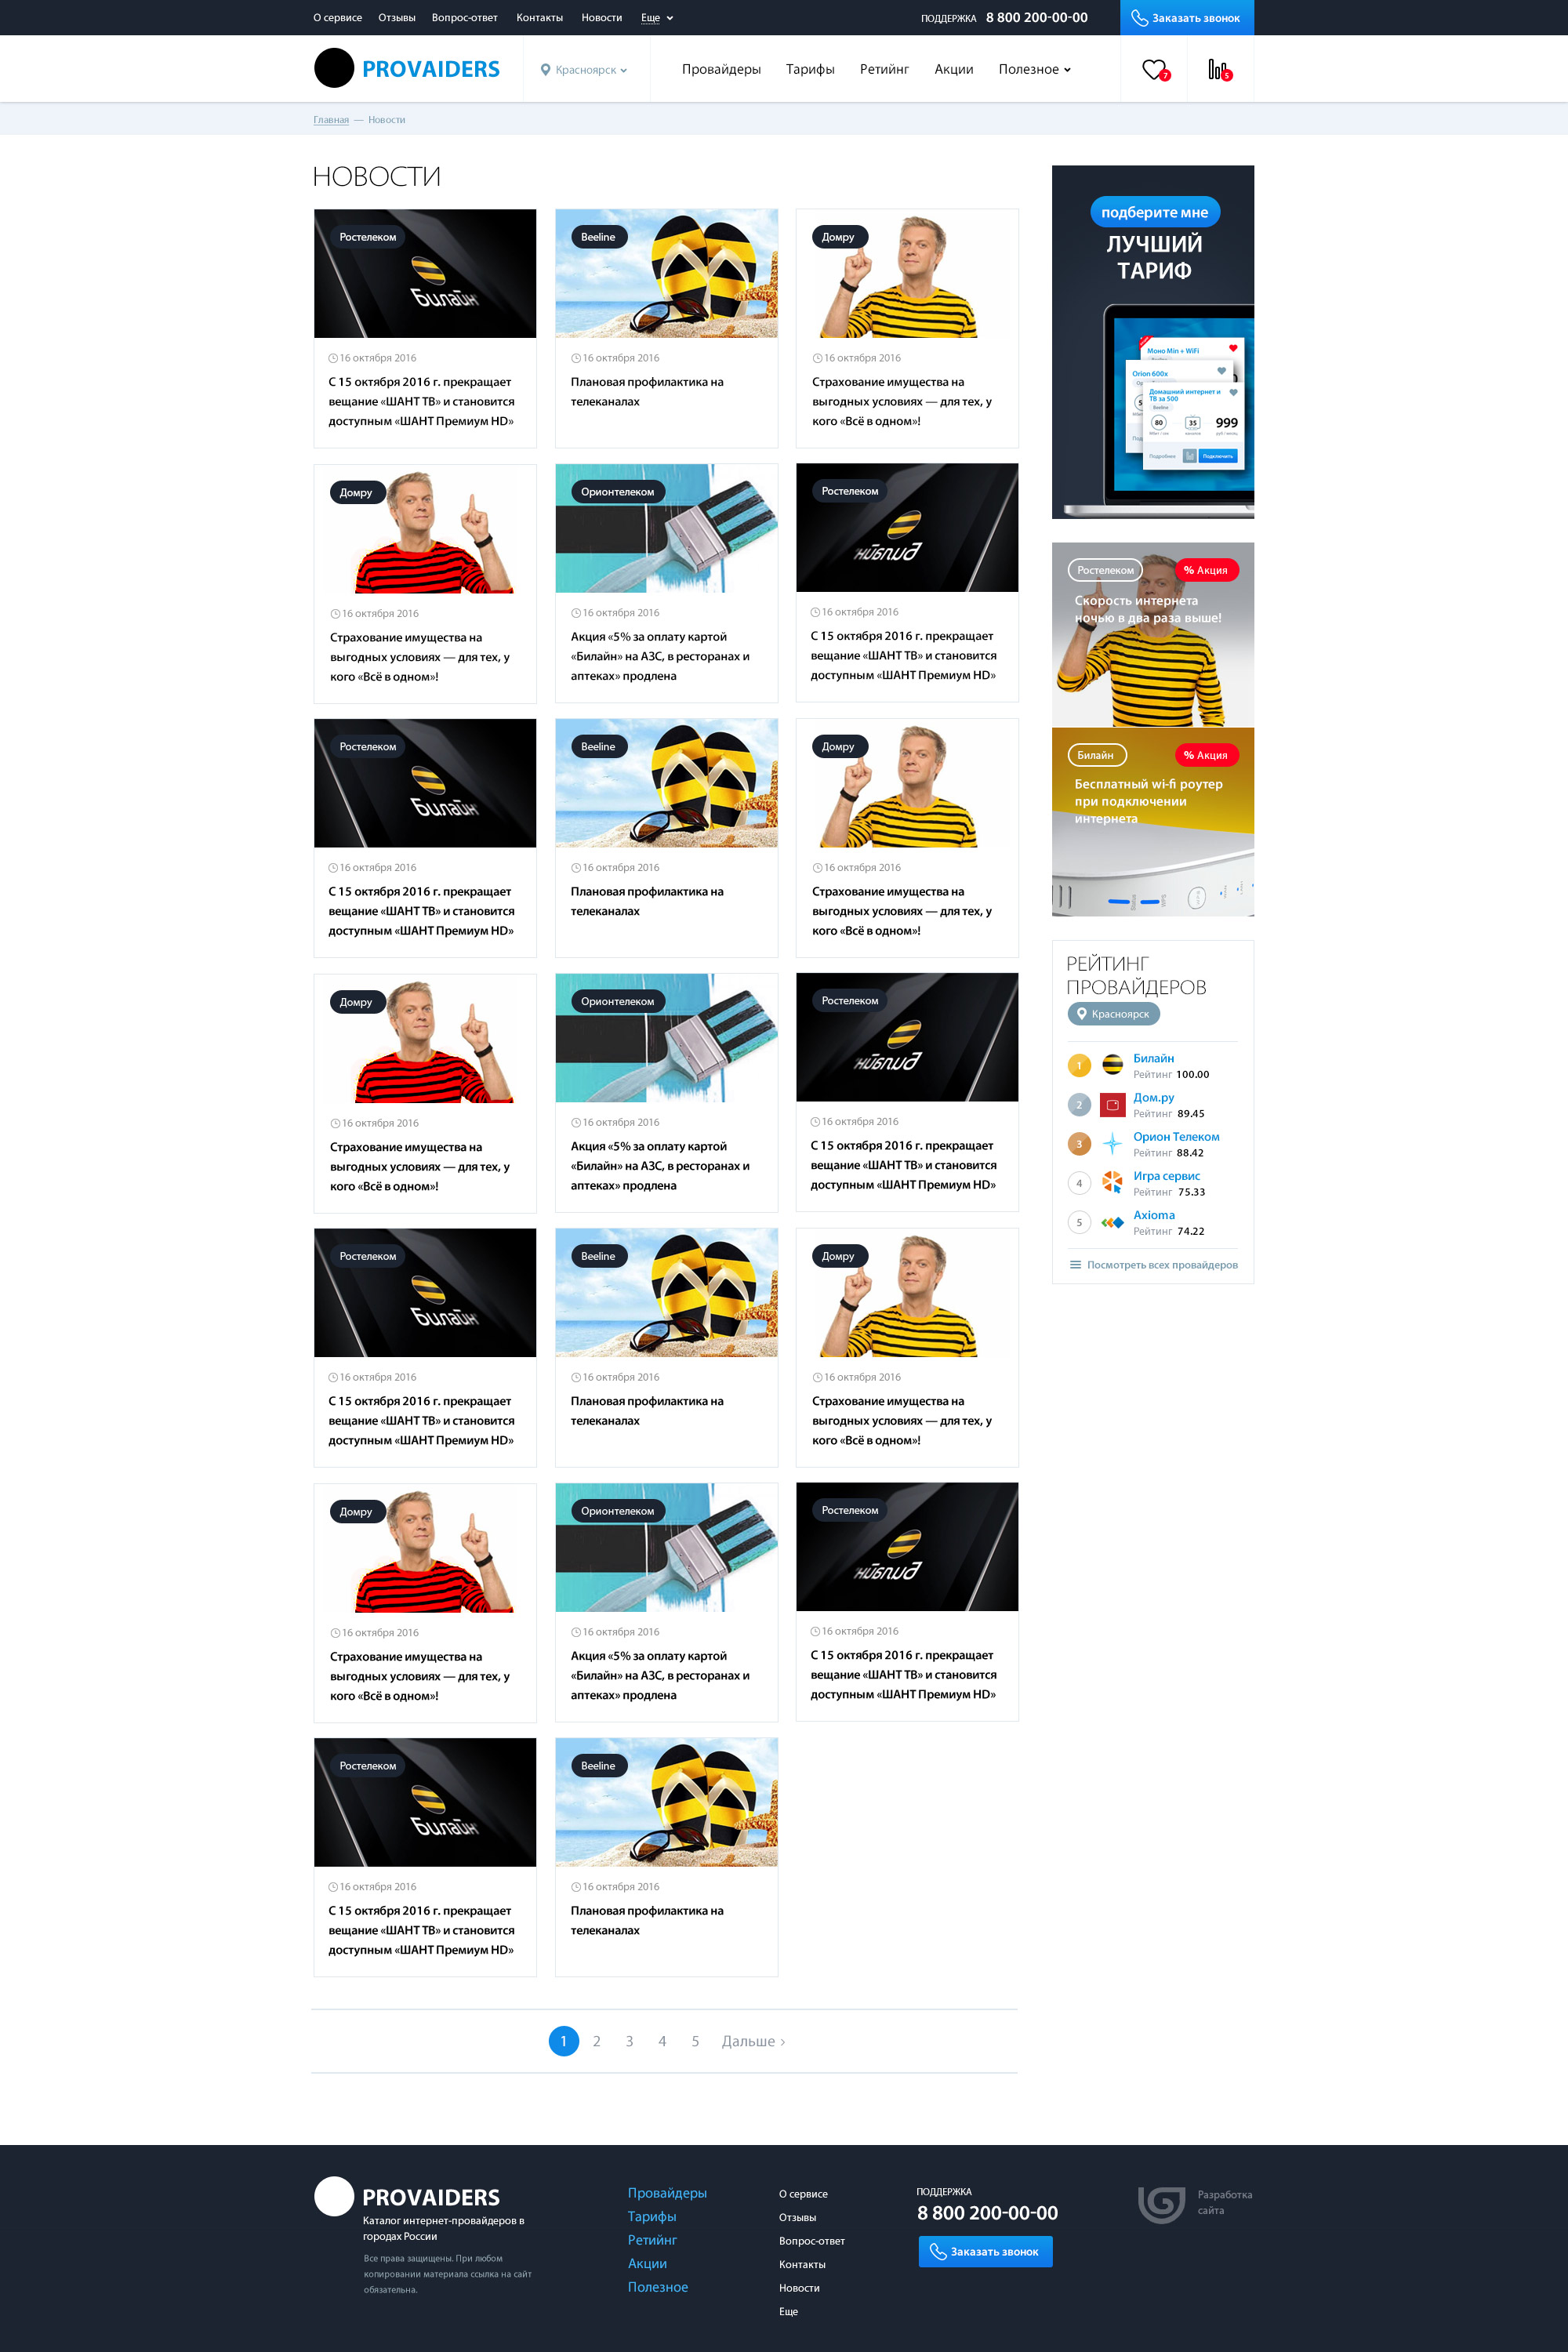 О сервисе Отзывы Вопрос-ответ Контакты Новости Еще ПОДДЕРЖКА 8 800 200-00-00 Заказать звонок
PROVAIDERS Красноярск Провайдеры Тарифы Ретийнг Акции Полезное 7 5
Главная — Новости
НОВОСТИ
Ростелеком
Билайн
16 октября 2016
С 15 октября 2016 г. прекращает
вещание «ШАНТ ТВ» и становится
доступным «ШАНТ Премиум HD»
Beeline
16 октября 2016
Плановая профилактика на
телеканалах
Домру
16 октября 2016
Страхование имущества на
выгодных условиях — для тех, у
кого «Всё в одном»!
Домру
16 октября 2016
Страхование имущества на
выгодных условиях — для тех, у
кого «Всё в одном»!
Орионтелеком
16 октября 2016
Акция «5% за оплату картой
«Билайн» на АЗС, в ресторанах и
аптеках» продлена
Ростелеком
Билайн
16 октября 2016
С 15 октября 2016 г. прекращает
вещание «ШАНТ ТВ» и становится
доступным «ШАНТ Премиум HD»
Ростелеком
Билайн
16 октября 2016
С 15 октября 2016 г. прекращает
вещание «ШАНТ ТВ» и становится
доступным «ШАНТ Премиум HD»
Beeline
16 октября 2016
Плановая профилактика на
телеканалах
Домру
16 октября 2016
Страхование имущества на
выгодных условиях — для тех, у
кого «Всё в одном»!
Домру
16 октября 2016
Страхование имущества на
выгодных условиях — для тех, у
кого «Всё в одном»!
Орионтелеком
16 октября 2016
Акция «5% за оплату картой
«Билайн» на АЗС, в ресторанах и
аптеках» продлена
Ростелеком
Билайн
16 октября 2016
С 15 октября 2016 г. прекращает
вещание «ШАНТ ТВ» и становится
доступным «ШАНТ Премиум HD»
Ростелеком
Билайн
16 октября 2016
С 15 октября 2016 г. прекращает
вещание «ШАНТ ТВ» и становится
доступным «ШАНТ Премиум HD»
Beeline
16 октября 2016
Плановая профилактика на
телеканалах
Домру
16 октября 2016
Страхование имущества на
выгодных условиях — для тех, у
кого «Всё в одном»!
Домру
16 октября 2016
Страхование имущества на
выгодных условиях — для тех, у
кого «Всё в одном»!
Орионтелеком
16 октября 2016
Акция «5% за оплату картой
«Билайн» на АЗС, в ресторанах и
аптеках» продлена
Ростелеком
Билайн
16 октября 2016
С 15 октября 2016 г. прекращает
вещание «ШАНТ ТВ» и становится
доступным «ШАНТ Премиум HD»
Ростелеком
Билайн
16 октября 2016
С 15 октября 2016 г. прекращает
вещание «ШАНТ ТВ» и становится
доступным «ШАНТ Премиум HD»
Beeline
16 октября 2016
Плановая профилактика на
телеканалах
1 2 3 4 5 Дальше
подберите мне
ЛУЧШИЙ
ТАРИФ
Моно Min + WiFi
Orion 600x
Домашний интернет и
ТВ за 500
Beeline
80 35 999
Подробнее Подключить
Ростелеком % Акция
Скорость интернета
ночью в два раза выше!
Билайн % Акция
Бесплатный wi-fi роутер
при подключении
интернета
РЕЙТИНГ
ПРОВАЙДЕРОВ
Красноярск
1 Билайн
Рейтинг 100.00
2 Дом.ру
Рейтинг 89.45
3 Орион Телеком
Рейтинг 88.42
4 Игра сервис
Рейтинг 75.33
5 Axioma
Рейтинг 74.22
Посмотреть всех провайдеров
PROVAIDERS
Каталог интернет-провайдеров в
городах России
Все права защищены. При любом
копировании материала ссылка на сайт
обязательна.
Провайдеры
Тарифы
Ретийнг
Акции
Полезное
О сервисе
Отзывы
Вопрос-ответ
Контакты
Новости
Еще
ПОДДЕРЖКА
8 800 200-00-00
Заказать звонок
Разработка
сайта